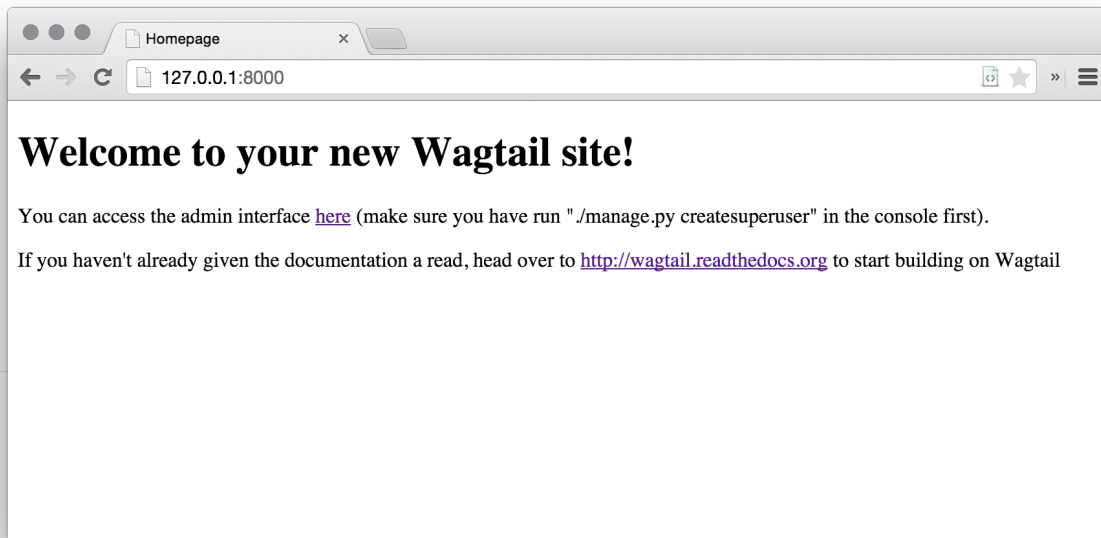 Homepage
127.0.0.1:8000
Welcome to your new Wagtail site!
You can access the admin interface here (make sure you have run "./manage.py createsuperuser" in the console first).
If you haven't already given the documentation a read, head over to http://wagtail.readthedocs.org to start building on Wagtail